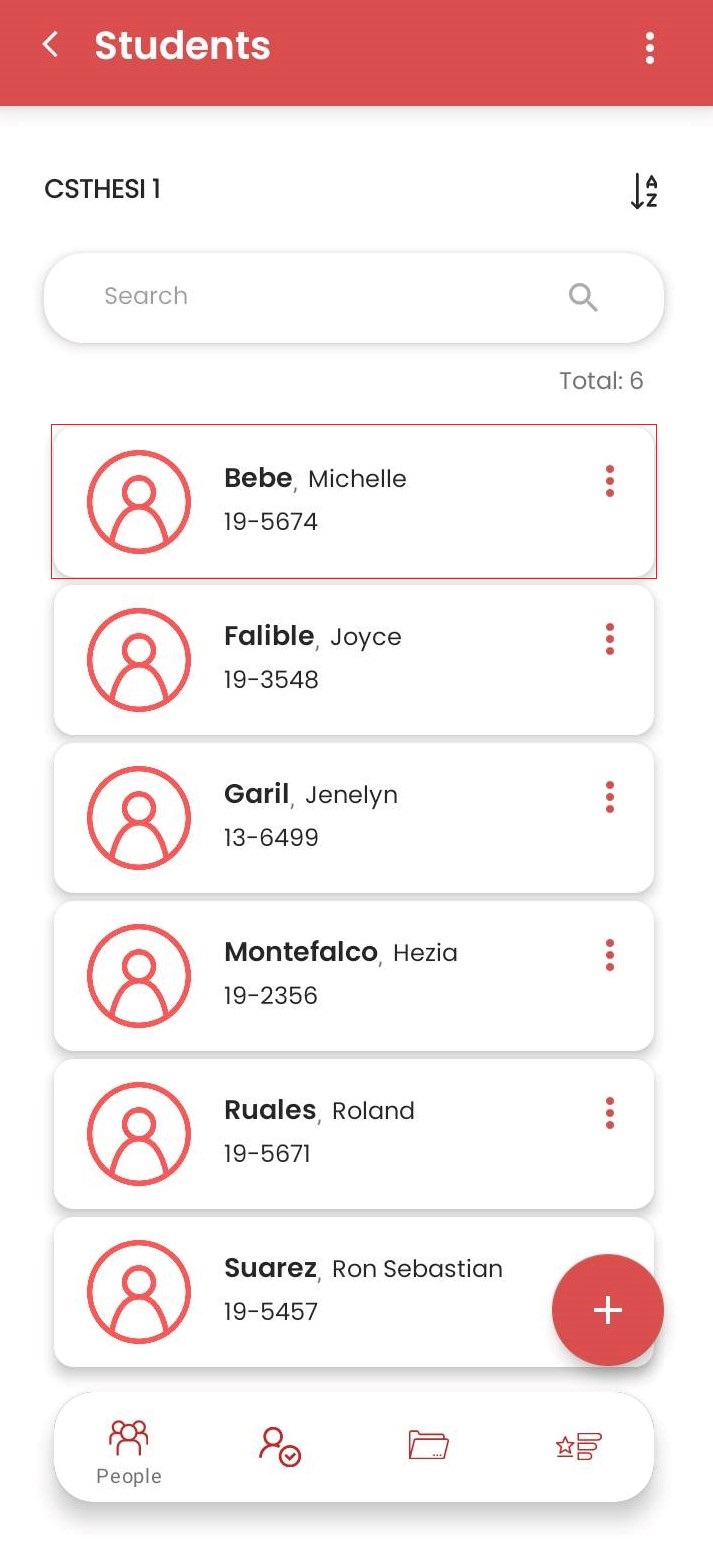 Students
CSTHESI 1
A
Z
Search
Total: 6
Bebe, Michelle
19-5674
Falible, Joyce
19-3548
Garil, Jenelyn
13-6499
Montefalco, Hezia
19-2356
Ruales, Roland
19-5671
Suarez, Ron Sebastian
19-5457
People